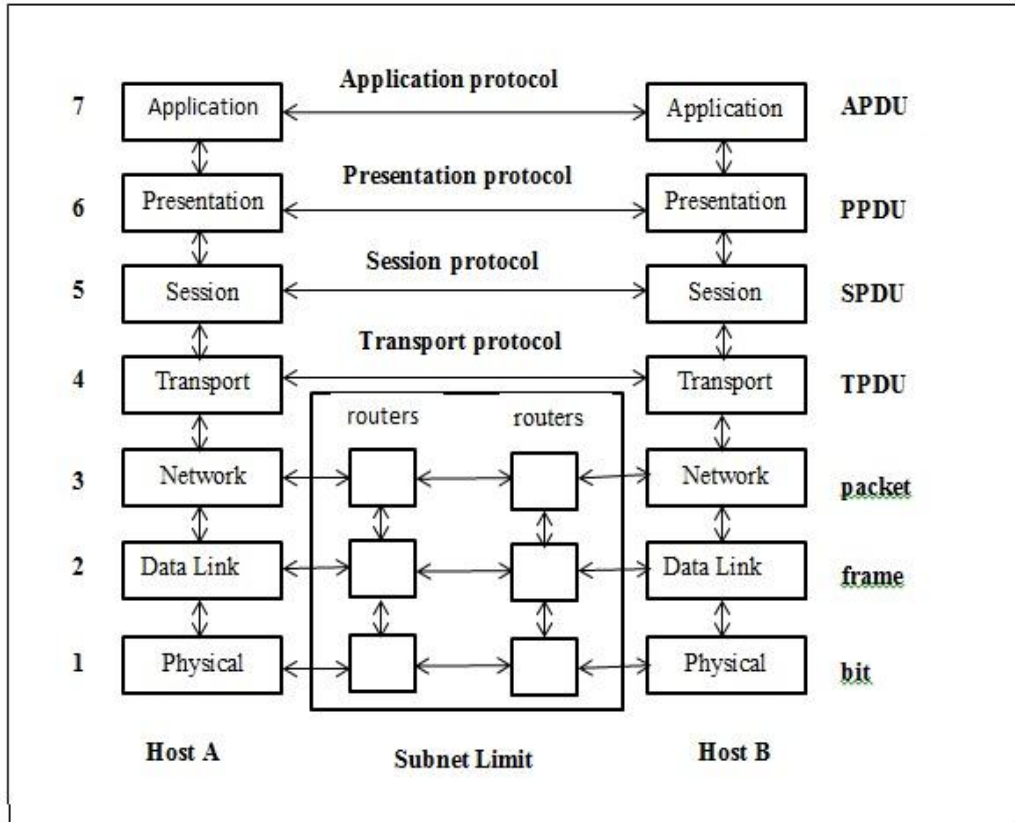 Application protocol
7 Application Application APDU
Presentation protocol
6 Presentation Presentation PPDU
Session protocol
5 Session Session SPDU
Transport protocol
4 Transport Transport TPDU
routers routers
3 Network Network packet
2 Data Link Data Link frame
1 Physical Physical bit
Host A Subnet Limit Host B